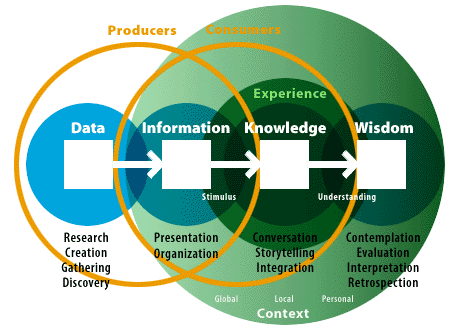 Producers
Consumers
Experience
Data
Information
Knowledge
Wisdom
Stimulus
Understanding
Research
Creation
Gathering
Discovery
Presentation
Organization
Conversation
Storytelling
Integration
Contemplation
Evaluation
Interpretation
Retrospection
Global
Local
Personal
Context